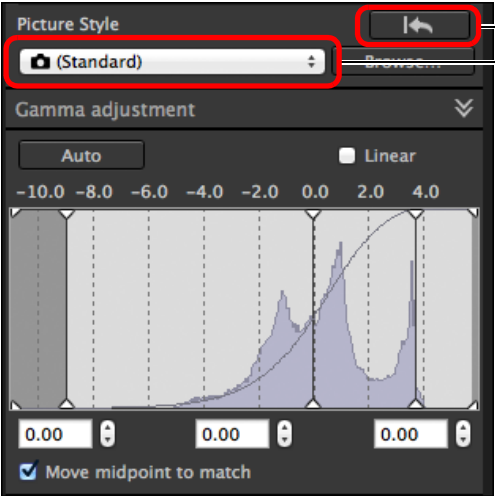 Picture Style
(Standard) Browse...
Gamma adjustment
Auto Linear
-10.0 -8.0 -6.0 -4.0 -2.0 0.0 2.0 4.0
0.00 0.00 0.00
Move midpoint to match